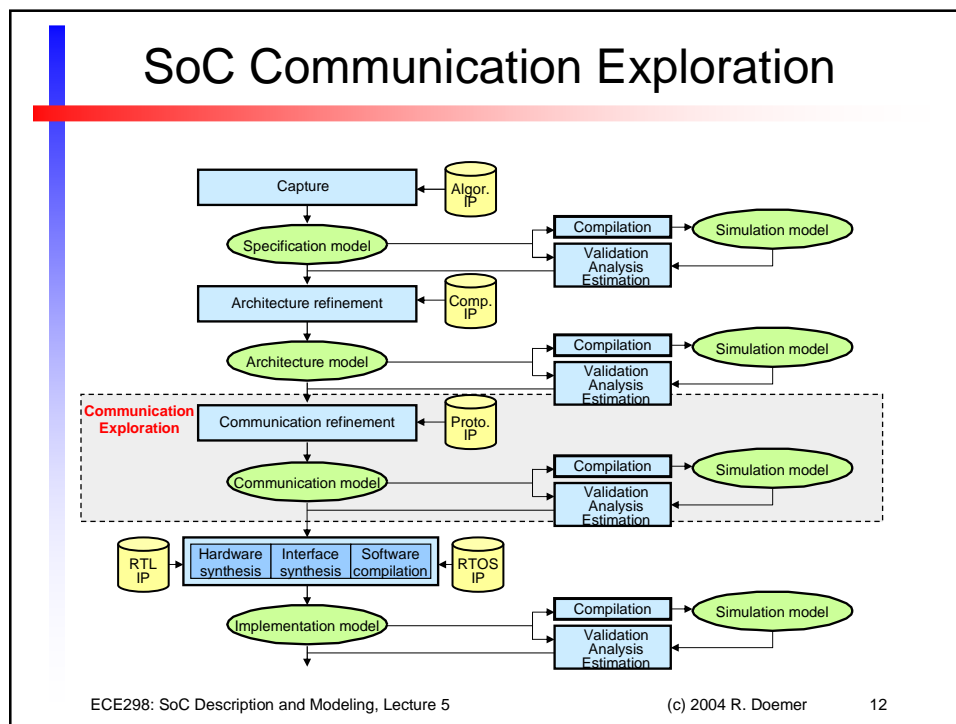 SoC Communication Exploration
Capture
Algor.
IP
Specification model
Compilation
Simulation model
Validation
Analysis
Estimation
Architecture refinement
Comp.
IP
Architecture model
Compilation
Simulation model
Validation
Analysis
Estimation
Communication
Exploration
Communication refinement
Proto.
IP
Communication model
Compilation
Simulation model
Validation
Analysis
Estimation
RTL
IP
Hardware
synthesis
Interface
synthesis
Software
compilation
RTOS
IP
Implementation model
Compilation
Simulation model
Validation
Analysis
Estimation
ECE298: SoC Description and Modeling, Lecture 5
(c) 2004 R. Doemer
12